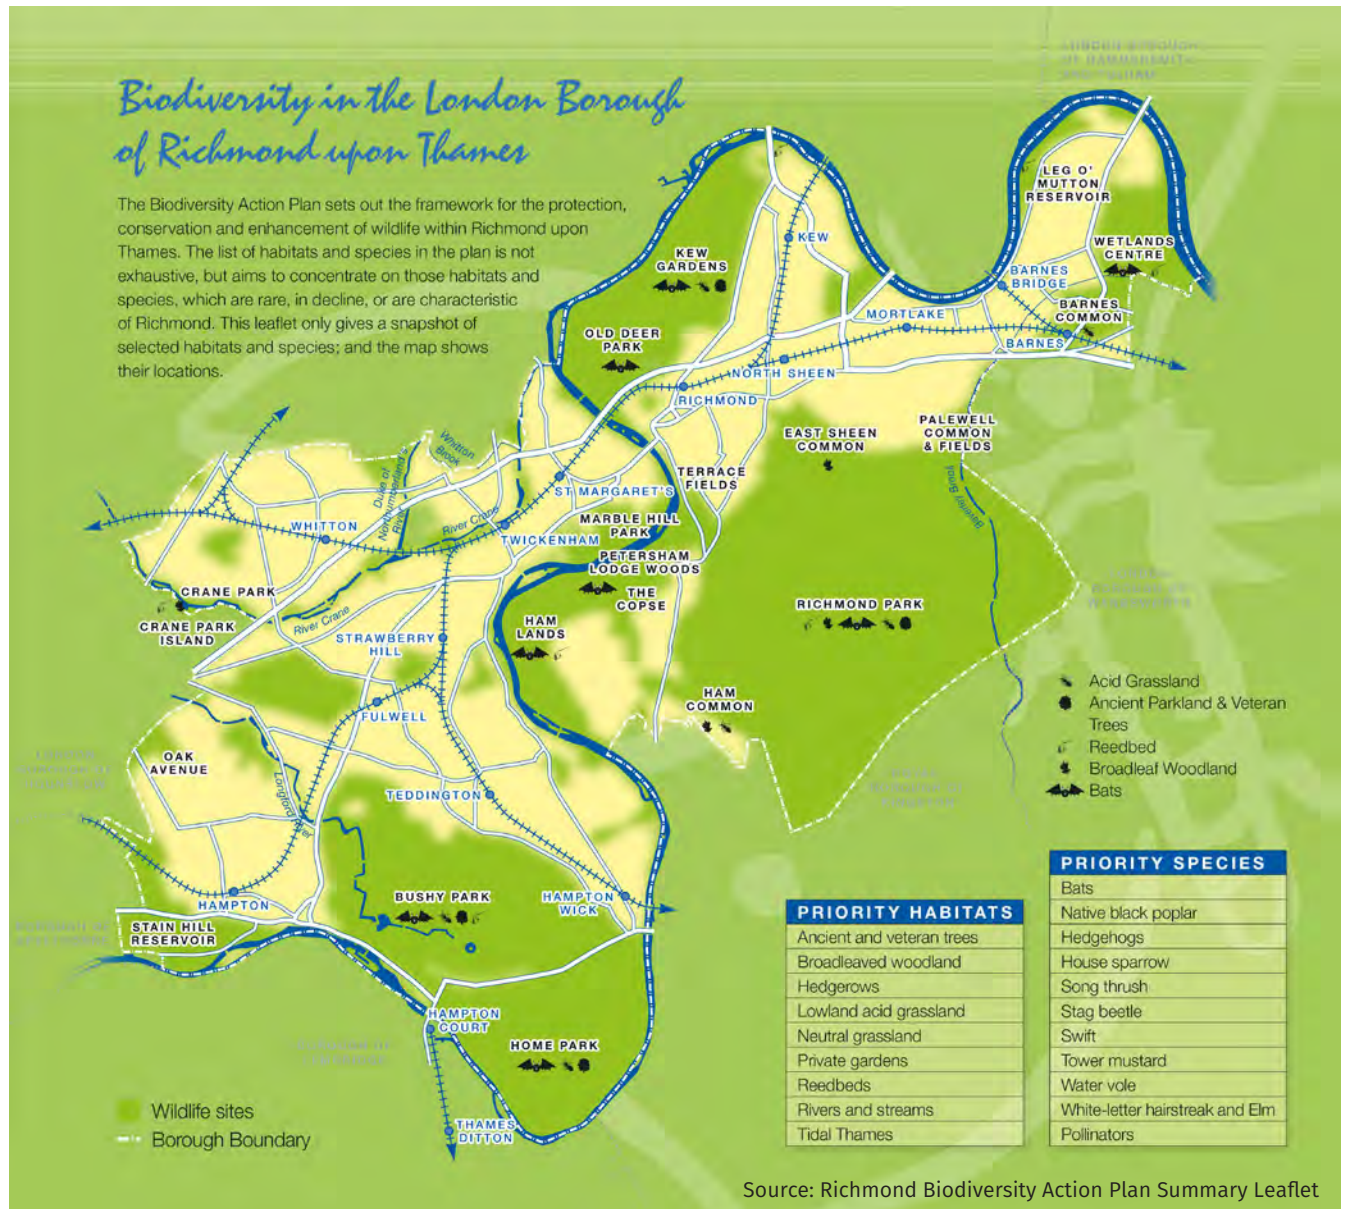 Biodiversity in the London Borough
of Richmond upon Thames
The Biodiversity Action Plan sets out the framework for the protection,
conservation and enhancement of wildlife within Richmond upon
Thames. The list of habitats and species in the plan is not
exhaustive, but aims to concentrate on those habitats and
species, which are rare, in decline, or are characteristic
of Richmond. This leaflet only gives a snapshot of
selected habitats and species; and the map shows
their locations.
LEG O'
MUTTON
RESERVOIR
WETLANDS
CENTRE
KEW
KEW
GARDENS
BARNES
BRIDGE
BARNES
COMMON
MORTLAKE
BARNES
OLD DEER
PARK
NORTH SHEEN
RICHMOND
EAST SHEEN
COMMON
PALEWELL
COMMON
& FIELDS
Beverley Brook
TERRACE
FIELDS
Whitton
Brook
Duke of
Northumberland's
River
River Crane
ST MARGARET'S
WHITTON
TWICKENHAM
MARBLE HILL
PARK
PETERSHAM
LODGE WOODS
THE
COPSE
CRANE PARK
CRANE PARK
ISLAND
River Crane
STRAWBERRY
HILL
HAM
LANDS
RICHMOND PARK
HAM
COMMON
FULWELL
OAK
AVENUE
Longford River
TEDDINGTON
HAMPTON
BUSHY PARK
HAMPTON
WICK
STAIN HILL
RESERVOIR
HAMPTON
COURT
HOME PARK
THAMES
DITTON
Acid Grassland
Ancient Parkland & Veteran
Trees
Reedbed
Broadleaf Woodland
Bats
PRIORITY HABITATS
Ancient and veteran trees
Broadleaved woodland
Hedgerows
Lowland acid grassland
Neutral grassland
Private gardens
Reedbeds
Rivers and streams
Tidal Thames
PRIORITY SPECIES
Bats
Native black poplar
Hedgehogs
House sparrow
Song thrush
Stag beetle
Swift
Tower mustard
Water vole
White-letter hairstreak and Elm
Pollinators
Wildlife sites
Borough Boundary
Source: Richmond Biodiversity Action Plan Summary Leaflet